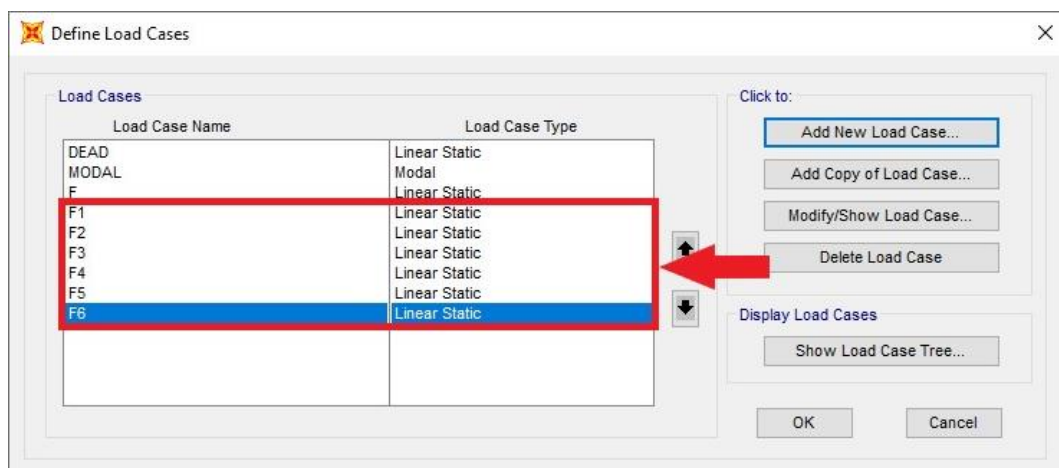 Define Load Cases
Load Cases
Click to:
Load Case Name Load Case Type
DEAD Linear Static
MODAL Modal
F Linear Static
F1 Linear Static
F2 Linear Static
F3 Linear Static
F4 Linear Static
F5 Linear Static
F6 Linear Static
Add New Load Case...
Add Copy of Load Case...
Modify/Show Load Case...
Delete Load Case
Display Load Cases
Show Load Case Tree...
OK Cancel